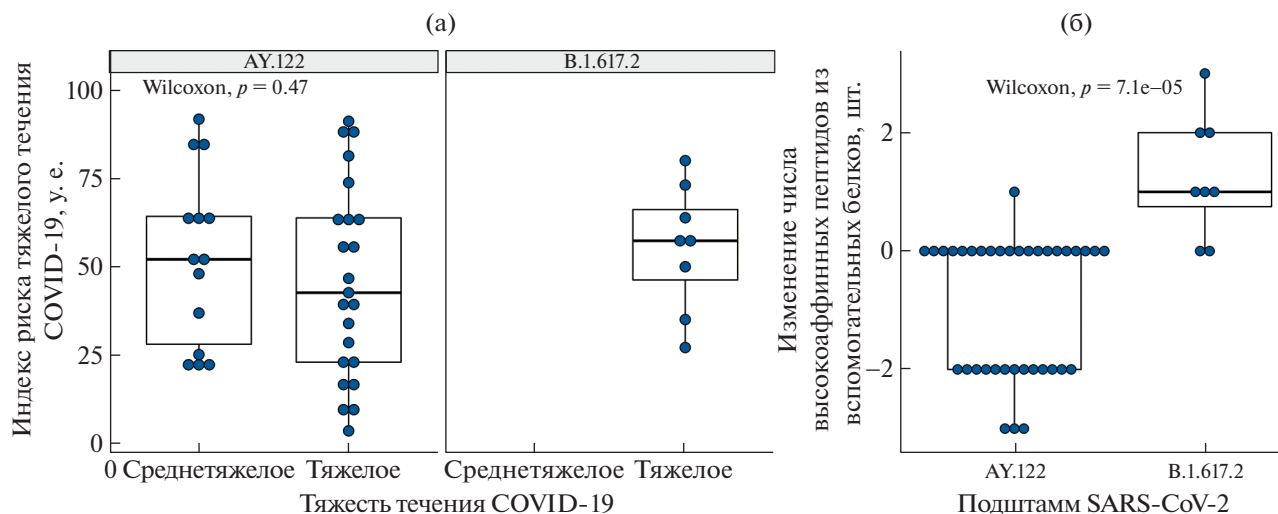 (а)
AY.122
B.1.617.2
Wilcoxon, p = 0.47
Индекс риска тяжелого течения
COVID-19, у. е.
100
75
50
25
0
0 Среднетяжелое Тяжелое
Среднетяжелое Тяжелое
Тяжесть течения COVID-19
(б)
Wilcoxon, p = 7.1e–05
Изменение числа
высокоаффинных пептидов из
вспомогательных белков, шт.
2
0
–2
AY.122
B.1.617.2
Подштамм SARS-CoV-2